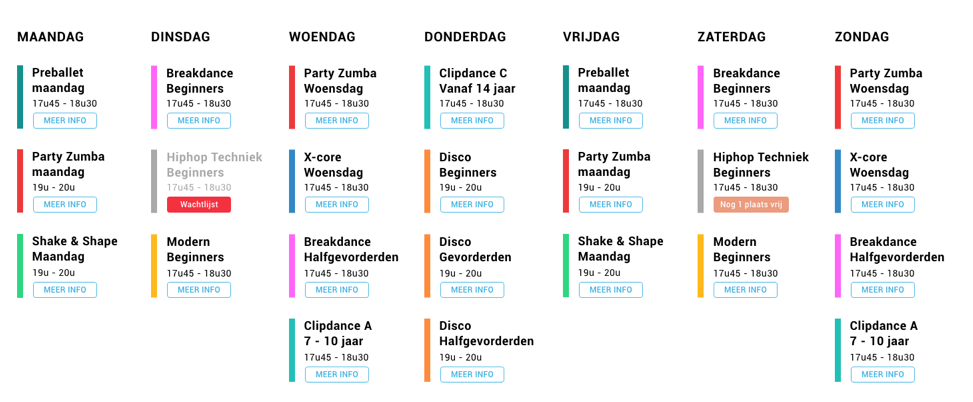 MAANDAG
Preballet
maandag
17u45 - 18u30
MEER INFO
Party Zumba
maandag
19u - 20u
MEER INFO
Shake & Shape
Maandag
19u - 20u
MEER INFO
DINSDAG
Breakdance
Beginners
17u45 - 18u30
MEER INFO
Hiphop Techniek
Beginners
17u45 - 18u30
Wachtlijst
Modern
Beginners
17u45 - 18u30
MEER INFO
WOENDAG
Party Zumba
Woensdag
17u45 - 18u30
MEER INFO
X-core
Woensdag
17u45 - 18u30
MEER INFO
Breakdance
Halfgevorderden
17u45 - 18u30
MEER INFO
Clipdance A
7 - 10 jaar
17u45 - 18u30
MEER INFO
DONDERDAG
Clipdance C
Vanaf 14 jaar
17u45 - 18u30
MEER INFO
Disco
Beginners
17u45 - 18u30
MEER INFO
Disco
Gevorderden
17u45 - 18u30
MEER INFO
Disco
Halfgevorderden
19u - 20u
MEER INFO
VRIJDAG
Preballet
maandag
17u45 - 18u30
MEER INFO
Party Zumba
maandag
19u - 20u
MEER INFO
Shake & Shape
Maandag
19u - 20u
MEER INFO
ZATERDAG
Breakdance
Beginners
17u45 - 18u30
MEER INFO
Hiphop Techniek
Beginners
17u45 - 18u30
Nog 1 plaats vrij
Modern
Beginners
17u45 - 18u30
MEER INFO
ZONDAG
Party Zumba
Woensdag
17u45 - 18u30
MEER INFO
X-core
Woensdag
17u45 - 18u30
MEER INFO
Breakdance
Halfgevorderden
17u45 - 18u30
MEER INFO
Clipdance A
7 - 10 jaar
17u45 - 18u30
MEER INFO